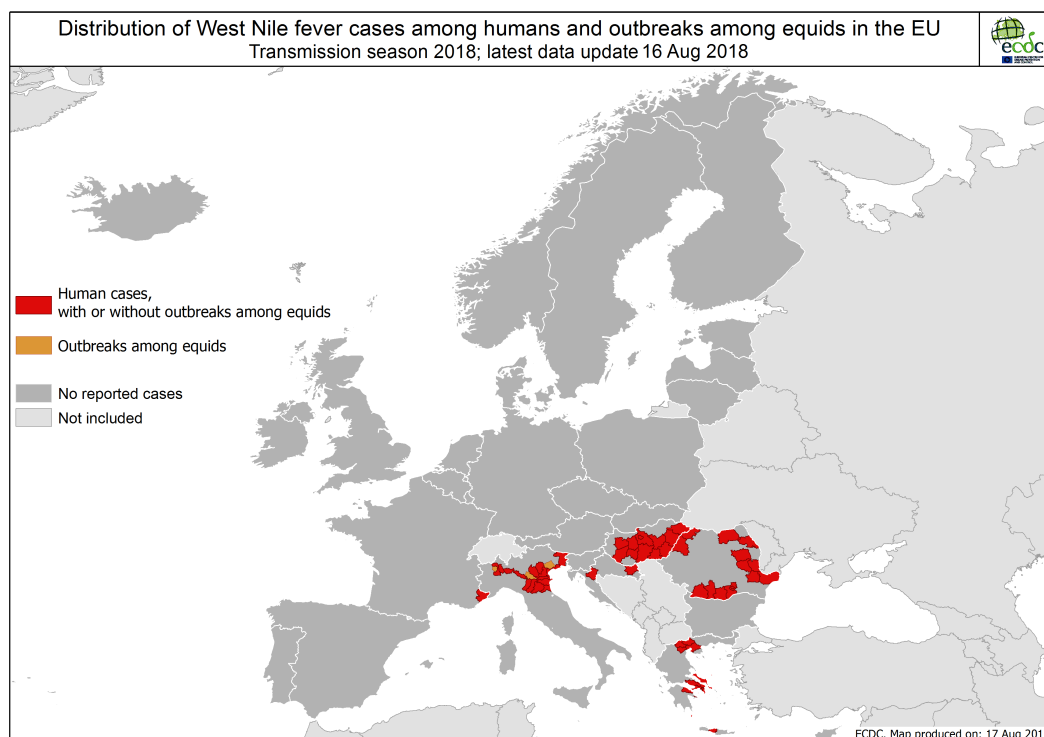 Distribution of West Nile fever cases among humans and outbreaks among equids in the EU
Transmission season 2018; latest data update 16 Aug 2018
ecdc
Human cases,
with or without outbreaks among equids
Outbreaks among equids
No reported cases
Not included
ECDC. Map produced on: 17 Aug 201